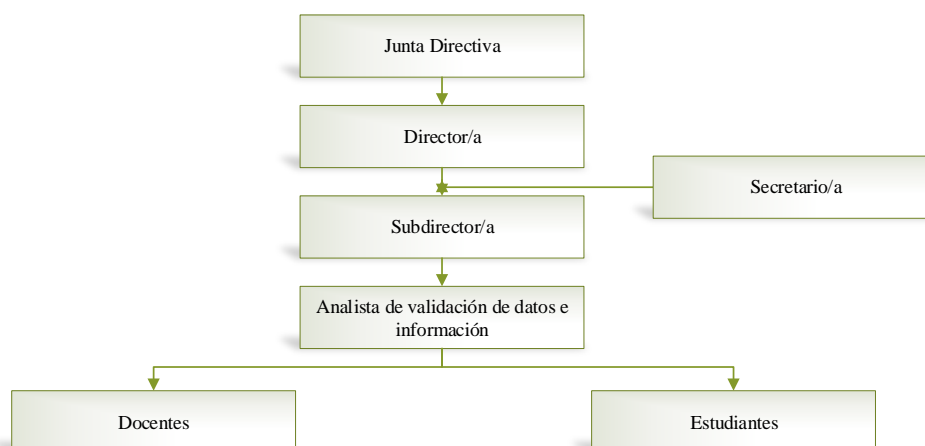 Junta Directiva
Director/a
Secretario/a
Subdirector/a
Analista de validación de datos e
información
Docentes
Estudiantes